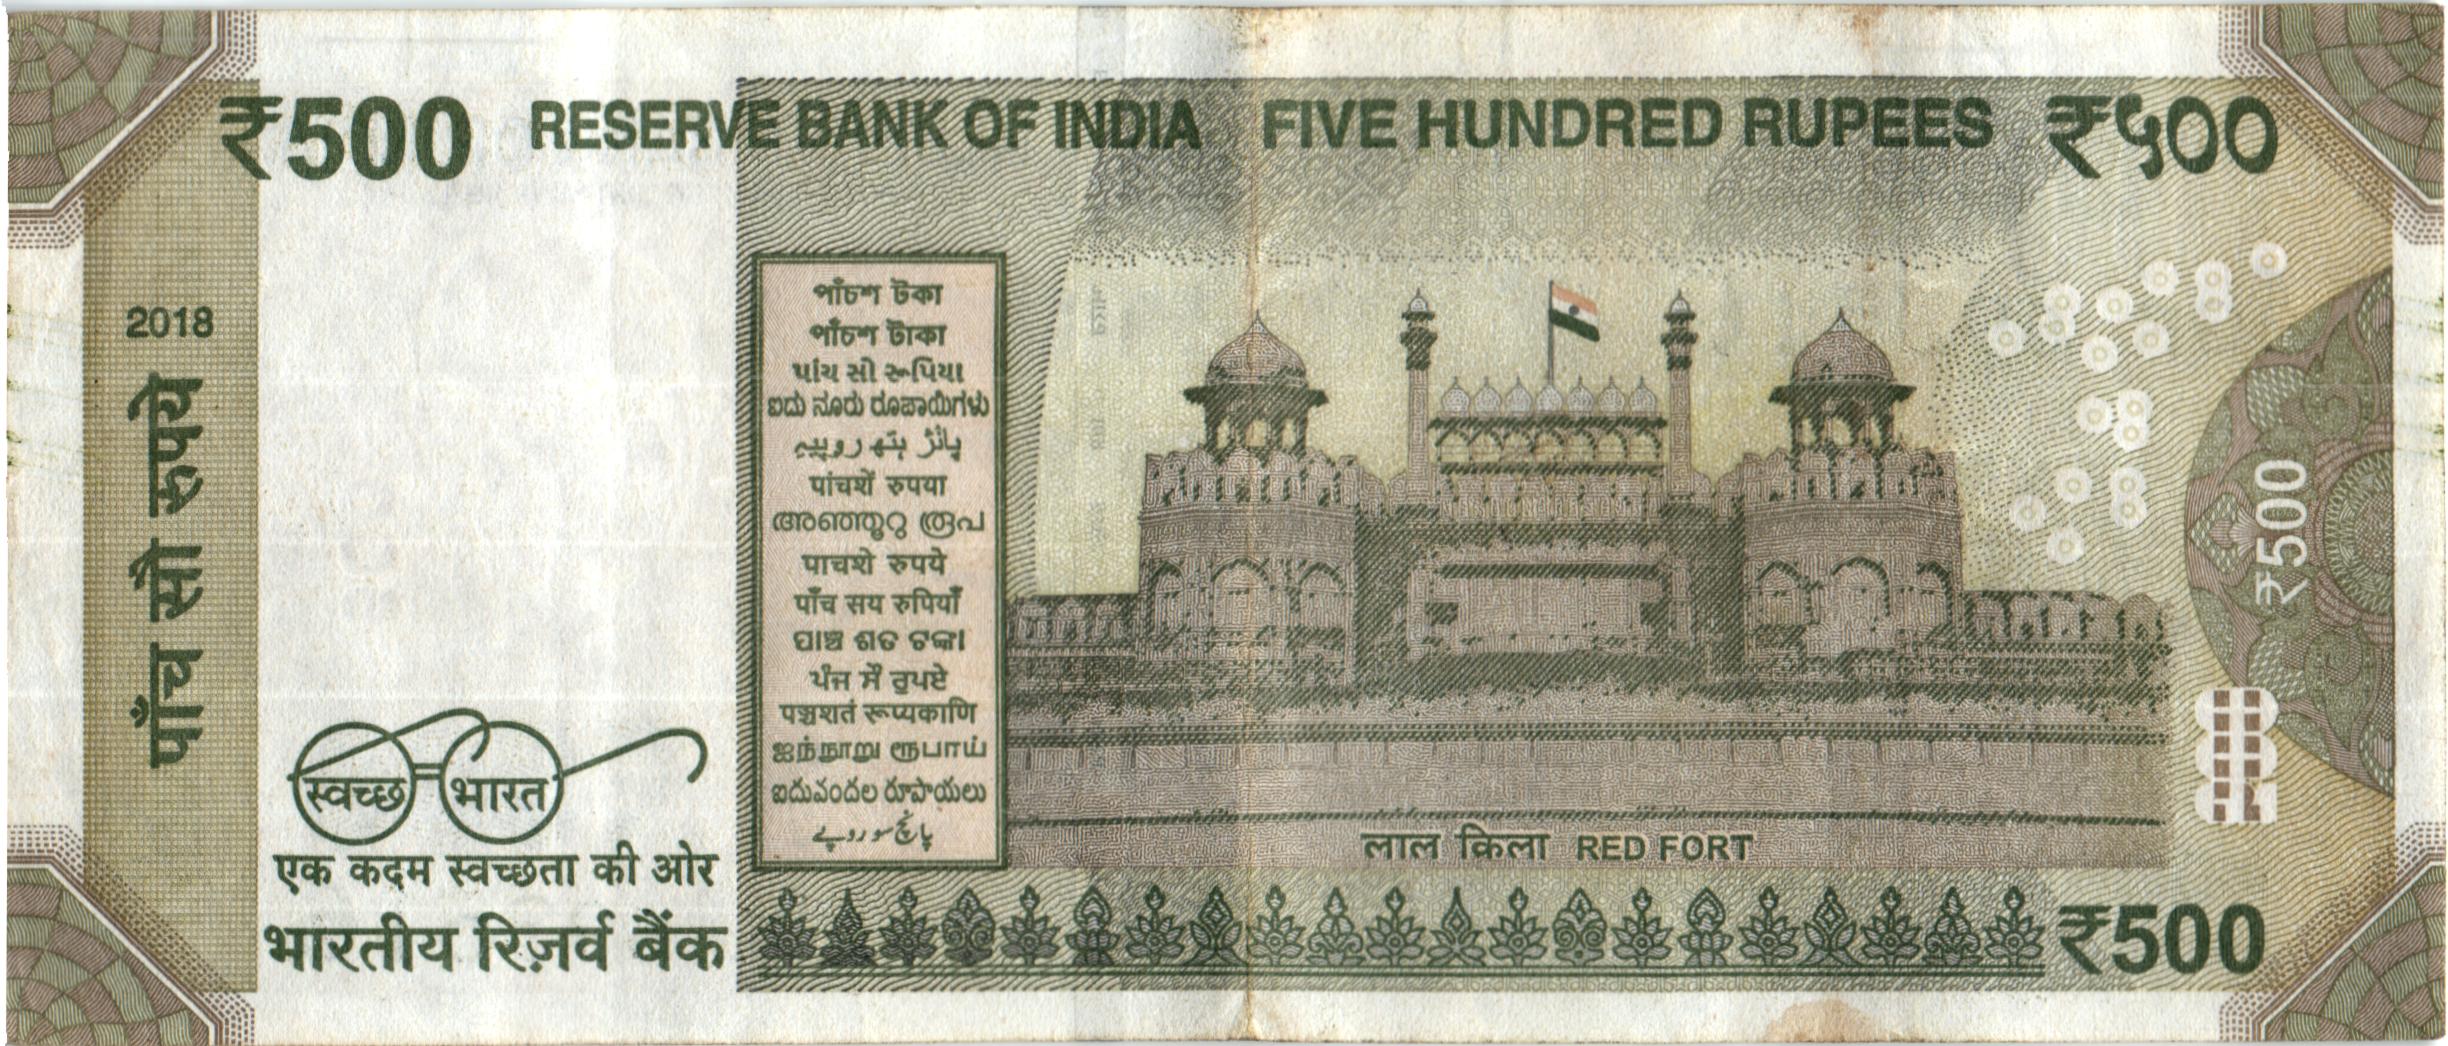 ₹500 RESERVE BANK OF INDIA FIVE HUNDRED RUPEES ₹५००
2018
पाँच सौ रुपये
स्वच्छ भारत
एक कदम स्वच्छता की ओर
भारतीय रिज़र्व बैंक
পাঁচশ টকা
পাঁচশ টাকা
પાંચ સો રૂપિયા
ಐದು ನೂರು ರೂಪಾಯಿಗಳು
پانژ ہتھ روپیہ
पांचशें रुपया
അഞ്ഞൂറു രൂപ
पाचशे रुपये
पाँच सय रुपियाँ
ପାଞ୍ଚ ଶତ ଟଙ୍କା
ਪੰਜ ਸੌ ਰੁਪਏ
पञ्चशतं रूप्यकाणि
ஐந்நூறு ரூபாய்
ఐదువందల రూపాయలు
پانچ سو روپے
लाल क़िला RED FORT
₹500
₹500